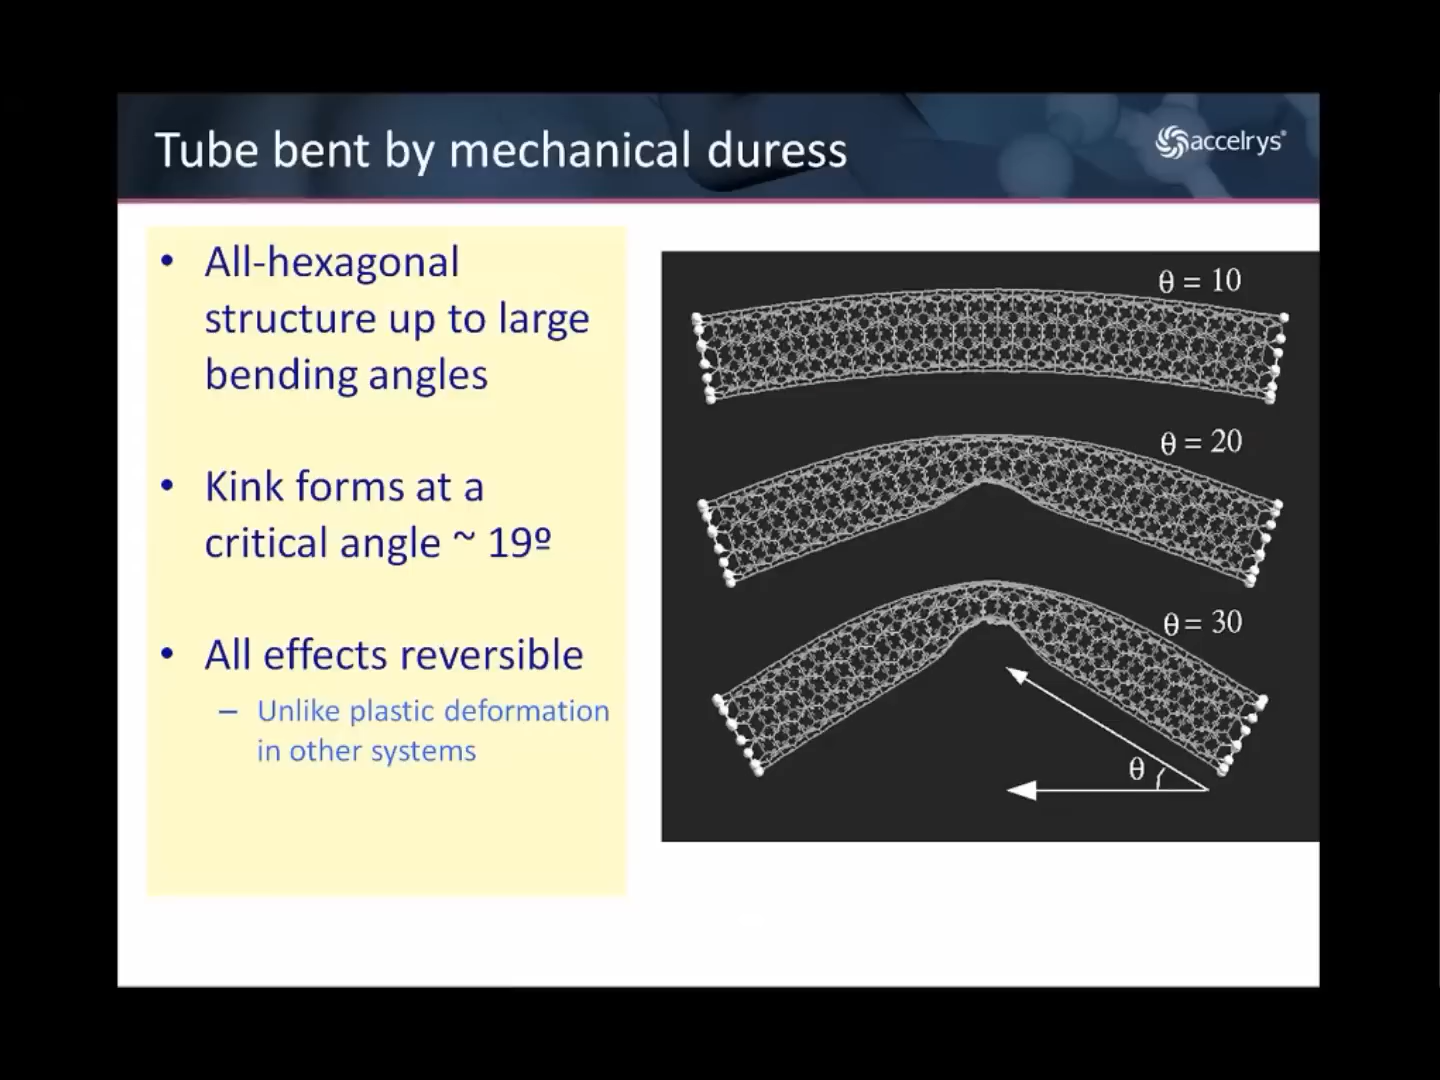 Tube bent by mechanical duress
accelrys®
• All-hexagonal
structure up to large
bending angles
• Kink forms at a
critical angle ~ 19º
• All effects reversible
– Unlike plastic deformation
in other systems
θ = 10
θ = 20
θ = 30
θ